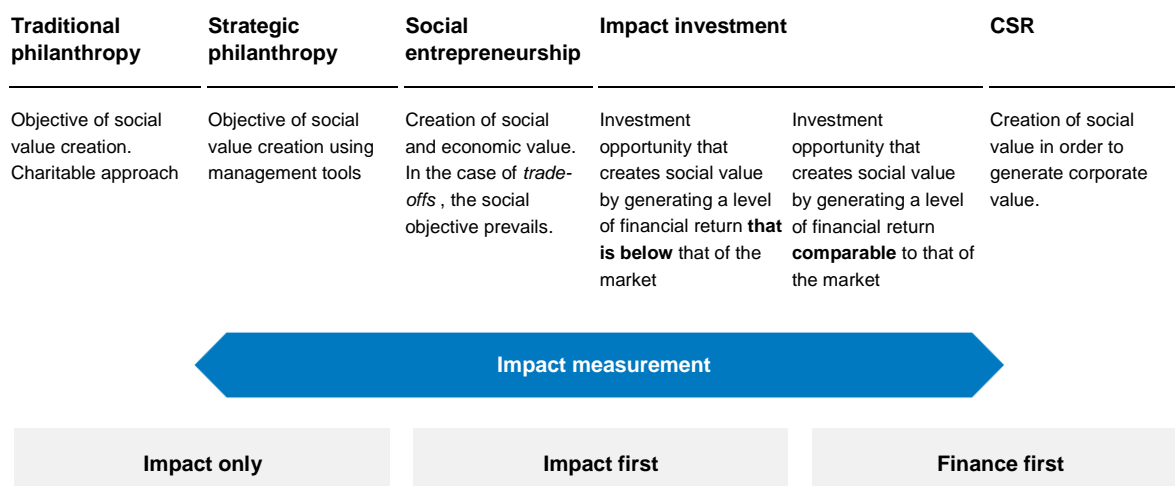 Traditional
philanthropy
Strategic
philanthropy
Social
entrepreneurship
Impact investment
CSR
Objective of social
value creation.
Charitable approach
Objective of social
value creation using
management tools
Creation of social
and economic value.
In the case of trade-
offs , the social
objective prevails.
Investment
opportunity that
creates social value
by generating a level
of financial return that
is below that of the
market
Investment
opportunity that
creates social value
by generating a level
of financial return
comparable to that of
the market
Creation of social
value in order to
generate corporate
value.
Impact measurement
Impact only
Impact first
Finance first